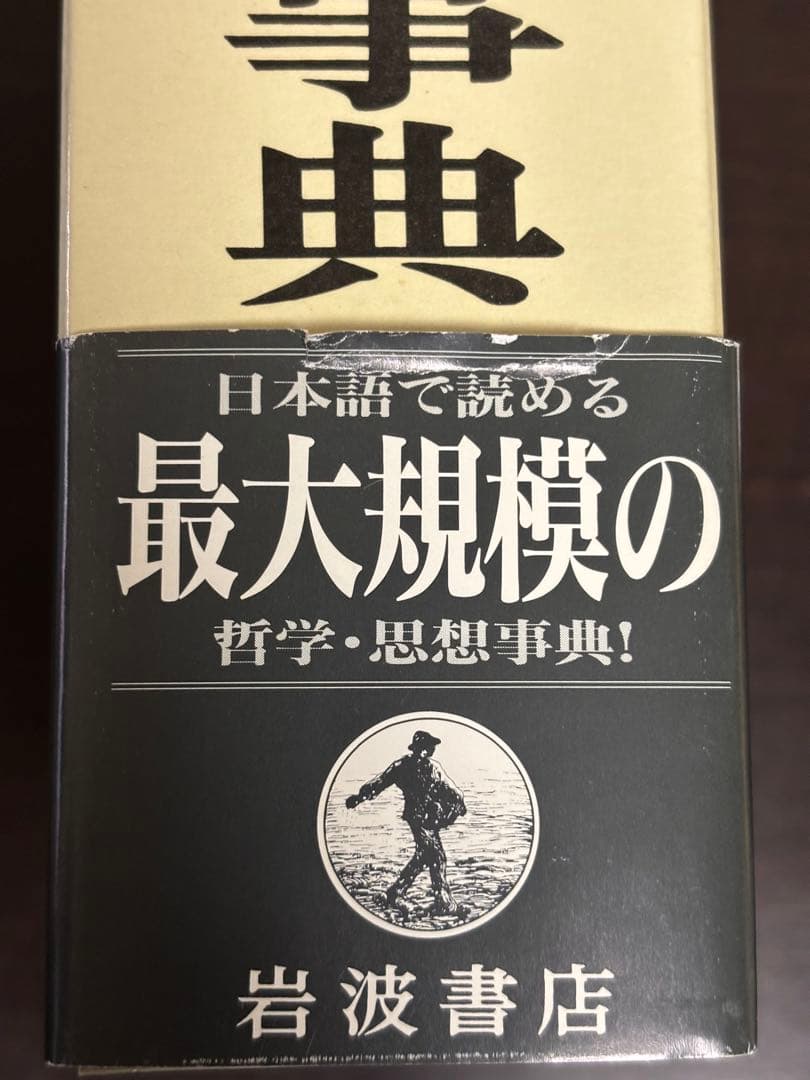 事典
日本語で読める
最大規模の
哲学・思想事典!
岩波書店